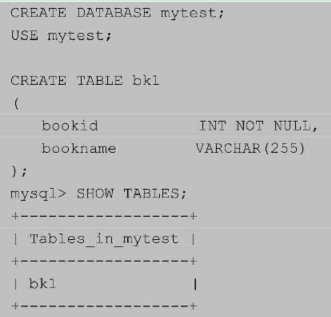 CREATE DATABASE mytest;
USE mytest;
CREATE TABLE bk1
(
bookid INT NOT NULL,
bookname VARCHAR(255)
);
mysql> SHOW TABLES;
+------------------+
| Tables_in_mytest |
+------------------+
| bk1 |
+------------------+